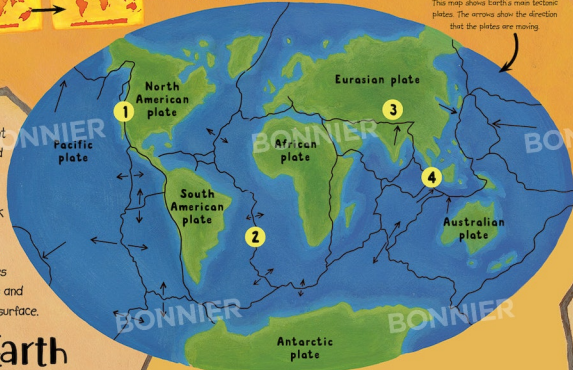 This map shows Earth's main tectonic
plates. The arrows show the direction
that the plates are moving.
North
American
plate
Eurasian plate
1
3
BONNIER
BONNIER
BON
Pacific
plate
African
plate
4
South
American
plate
2
Australian
plate
and
surface.
BONNIER
BONNIER
arth
Antarctic
plate